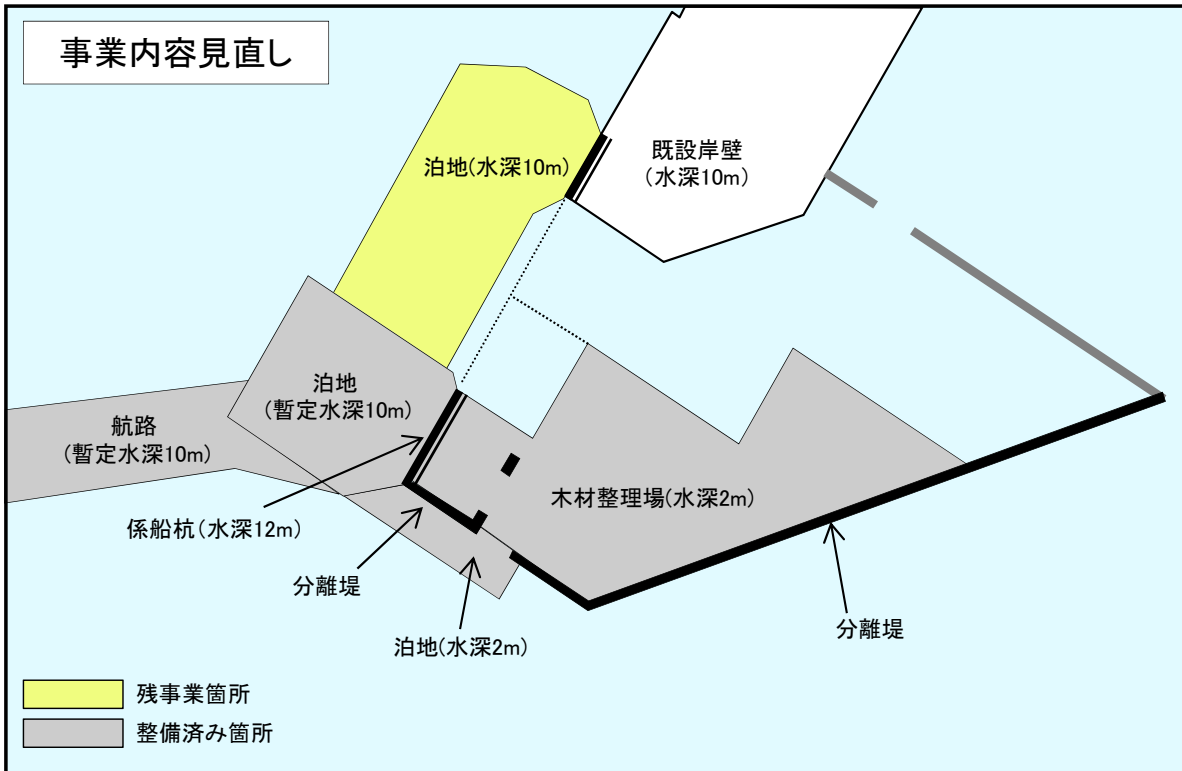 事業内容見直し
泊地(水深10m)
既設岸壁
（水深10m）
泊地
（暫定水深10m）
航路
（暫定水深10m）
木材整理場(水深2m)
係船杭(水深12m)
分離堤
泊地(水深2m)
分離堤
残事業箇所
整備済み箇所